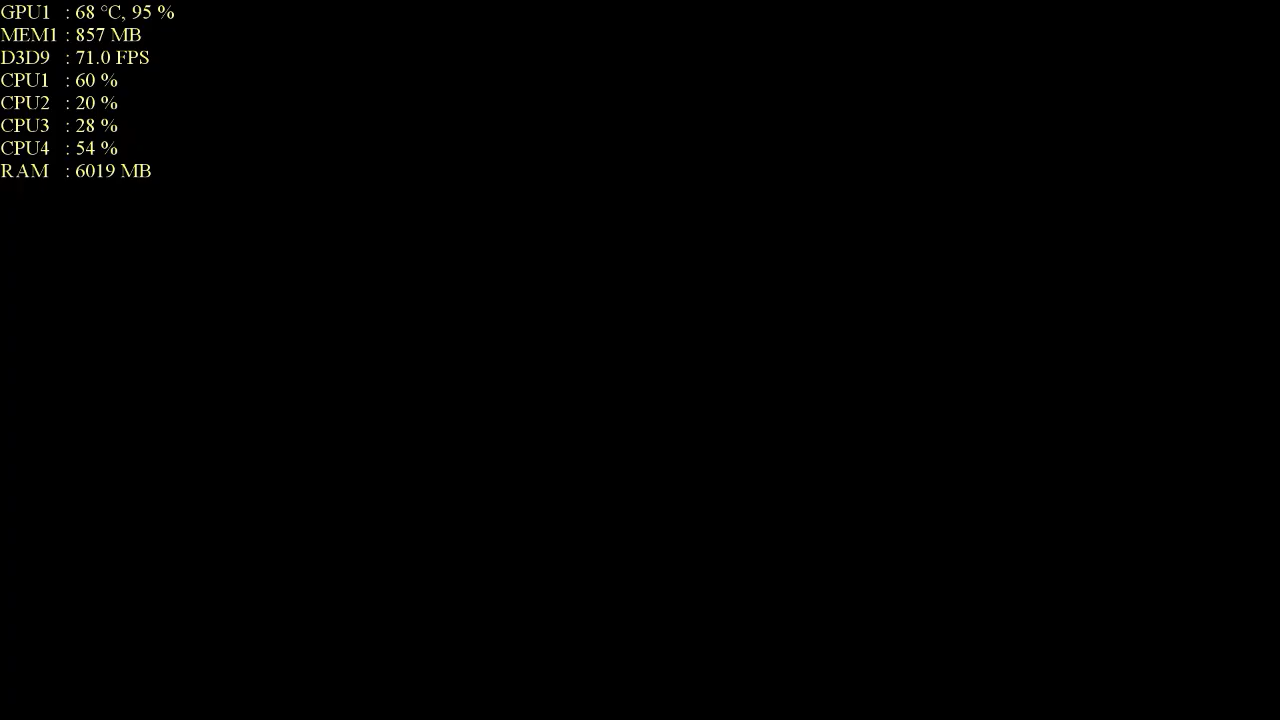 GPU1 : 68 °C, 95 %
MEM1 : 857 MB
D3D9 : 71.0 FPS
CPU1 : 60 %
CPU2 : 20 %
CPU3 : 28 %
CPU4 : 54 %
RAM : 6019 MB